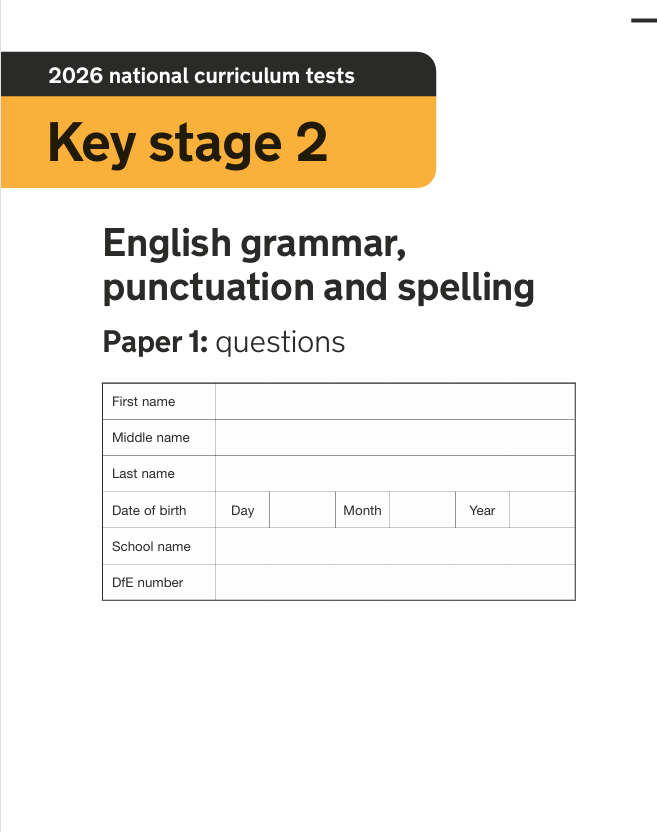 2026 national curriculum tests
Key stage 2
English grammar,
punctuation and spelling
Paper 1: questions
First name
Middle name
Last name
Date of birth Day Month Year
School name
DfE number